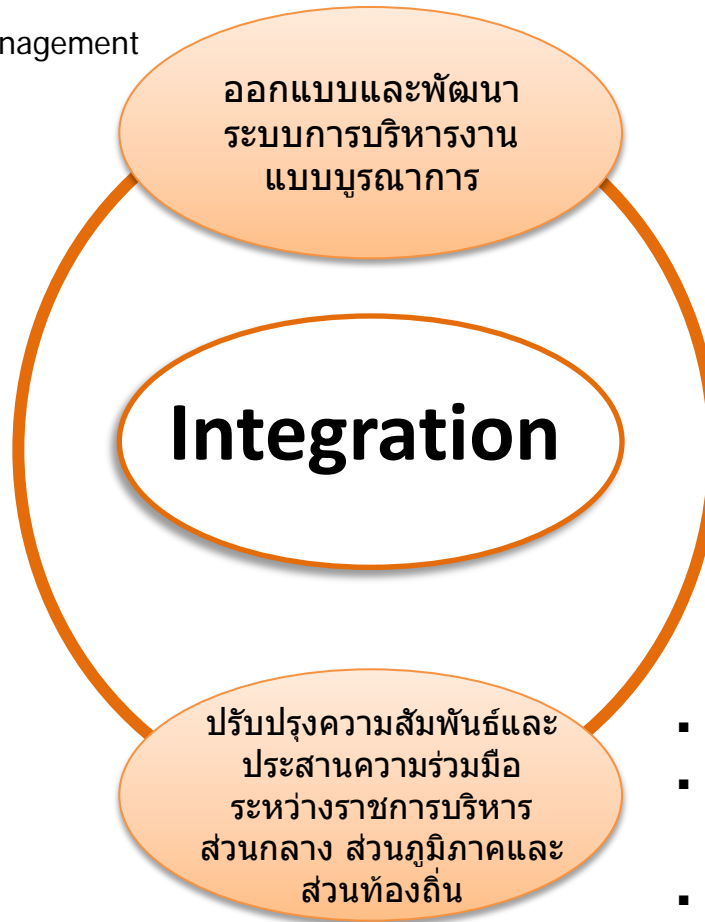 nagement
ออกแบบและพัฒนา
ระบบการบริหารงาน
แบบบูรณาการ
Integration
ปรับปรุงความสัมพันธ์และ
ประสานความร่วมมือ
ระหว่างราชการบริหาร
ส่วนกลาง ส่วนภูมิภาคและ
ส่วนท้องถิ่น